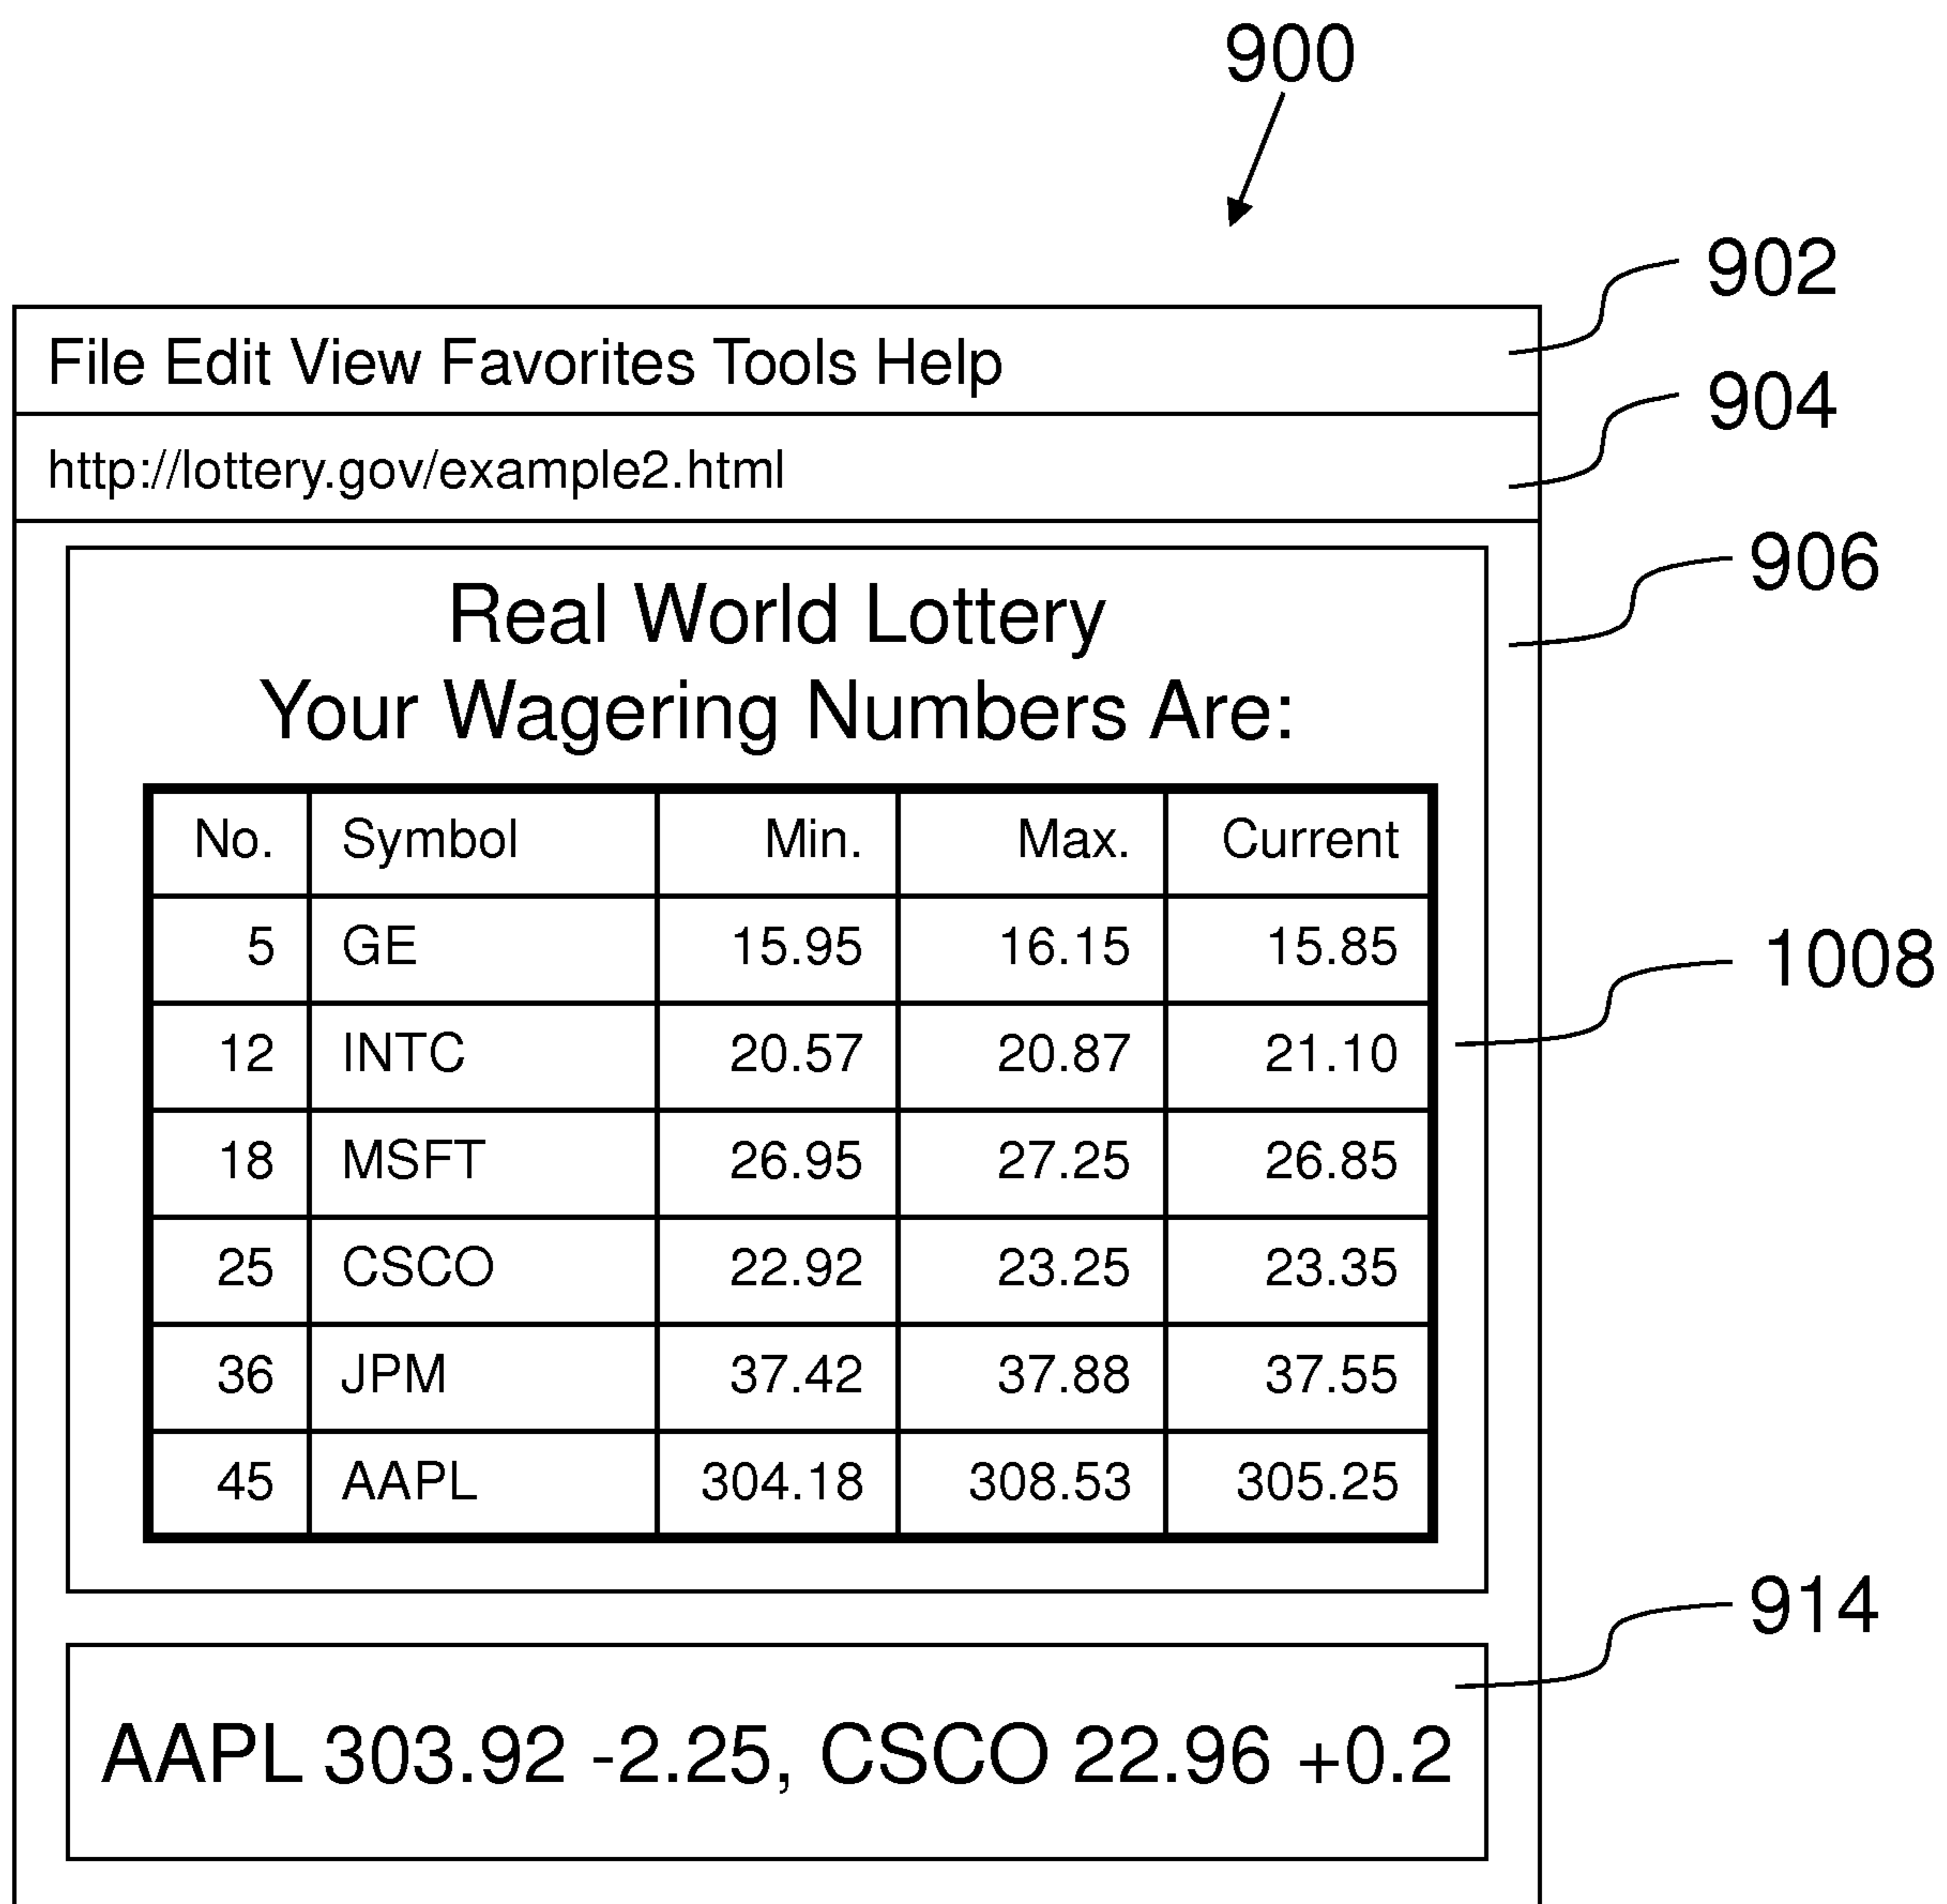 900
902
File Edit View Favorites Tools Help
904
http://lottery.gov/example2.html
906
Real World Lottery
Your Wagering Numbers Are:
No. Symbol Min. Max. Current
5 GE 15.95 16.15 15.85
1008
12 INTC 20.57 20.87 21.10
18 MSFT 26.95 27.25 26.85
25 CSCO 22.92 23.25 23.35
36 JPM 37.42 37.88 37.55
45 AAPL 304.18 308.53 305.25
914
AAPL 303.92 -2.25, CSCO 22.96 +0.2